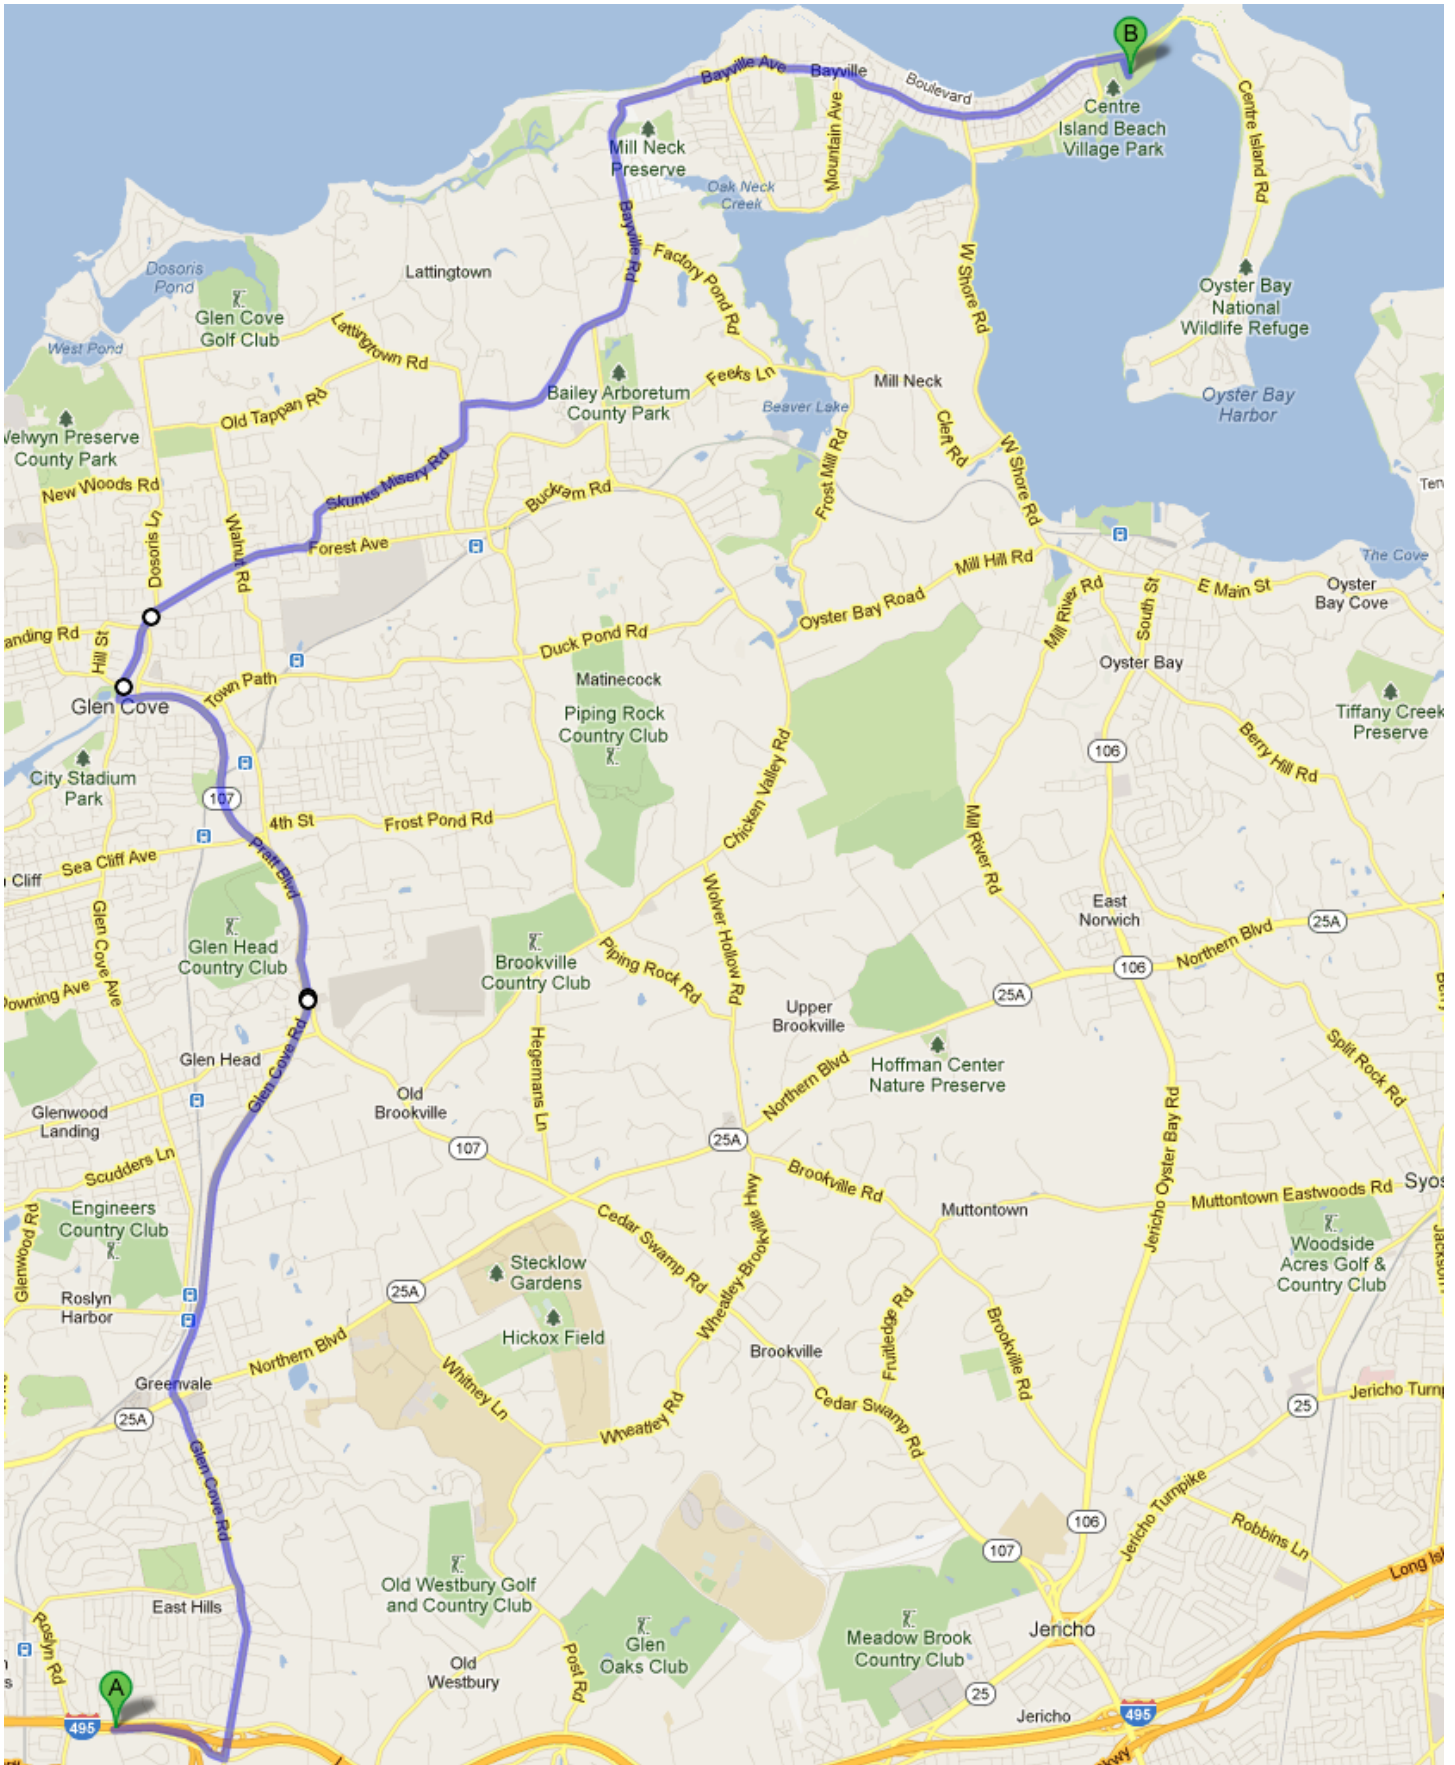 B
Bayville Ave
Bayville
Boulevard
Centre
Island Beach
Village Park
Centre Island Rd
Mill Neck
Preserve
Mountain Ave
Oak Neck
Creek
Bayville Rd
Factory Pond Rd
W Shore Rd
Dosoris
Pond
Lattingtown
Glen Cove
Golf Club
Oyster Bay
National
Wildlife Refuge
West Pond
Lattingtown Rd
Feeks Ln
Mill Neck
Bailey Arboretum
County Park
Beaver Lake
Oyster Bay
Harbor
Old Tappan Rd
Cleft Rd
Welwyn Preserve
County Park
Skunks Misery Rd
Frost Mill Rd
W Shore Rd
New Woods Rd
Buckram Rd
Dosoris Ln
Walnut Rd
Forest Ave
Mill Hill Rd
The Cove
Mill River Rd
South St
E Main St
Oyster
Bay Cove
Oyster Bay Road
anding Rd
Hill St
Duck Pond Rd
Oyster Bay
Town Path
Matinecock
Glen Cove
Piping Rock
Country Club
Tiffany Creek
Preserve
106
Berry Hill Rd
City Stadium
Park
Chicken Valley Rd
107
4th St
Frost Pond Rd
Mill River Rd
Pratt Blvd
Sea Cliff Ave
Cliff
Wolver Hollow Rd
East
Norwich
25A
Glen Cove Ave
Glen Head
Country Club
Brookville
Country Club
Piping Rock Rd
Northern Blvd
106
25A
Downing Ave
Upper
Brookville
Glen Cove Rd
Hegemans Ln
Glen Head
Hoffman Center
Nature Preserve
Split Rock Rd
Northern Blvd
Old
Brookville
Glenwood
Landing
107
25A
Jericho Oyster Bay Rd
Scudders Ln
Brookville Rd
Muttontown Eastwoods Rd
Syos
Engineers
Country Club
Glenwood Rd
Cedar Swamp Rd
Wheatley-Brookville Hwy
Muttontown
Woodside
Acres Golf &
Country Club
Jackson
Stecklow
Gardens
25A
Roslyn
Harbor
Hickox Field
Northern Blvd
Fruitledge Rd
Brookville Rd
Brookville
Greenvale
Whitney Ln
25A
Wheatley Rd
Cedar Swamp Rd
25
Jericho Turnp
Glen Cove Rd
Jericho Turnpike
106
Robbins Ln
107
Long Isl
Old Westbury Golf
and Country Club
East Hills
Roslyn Rd
Glen
Oaks Club
Meadow Brook
Country Club
Jericho
Old
Westbury
Post Rd
A
25
495
Jericho
495
kwy